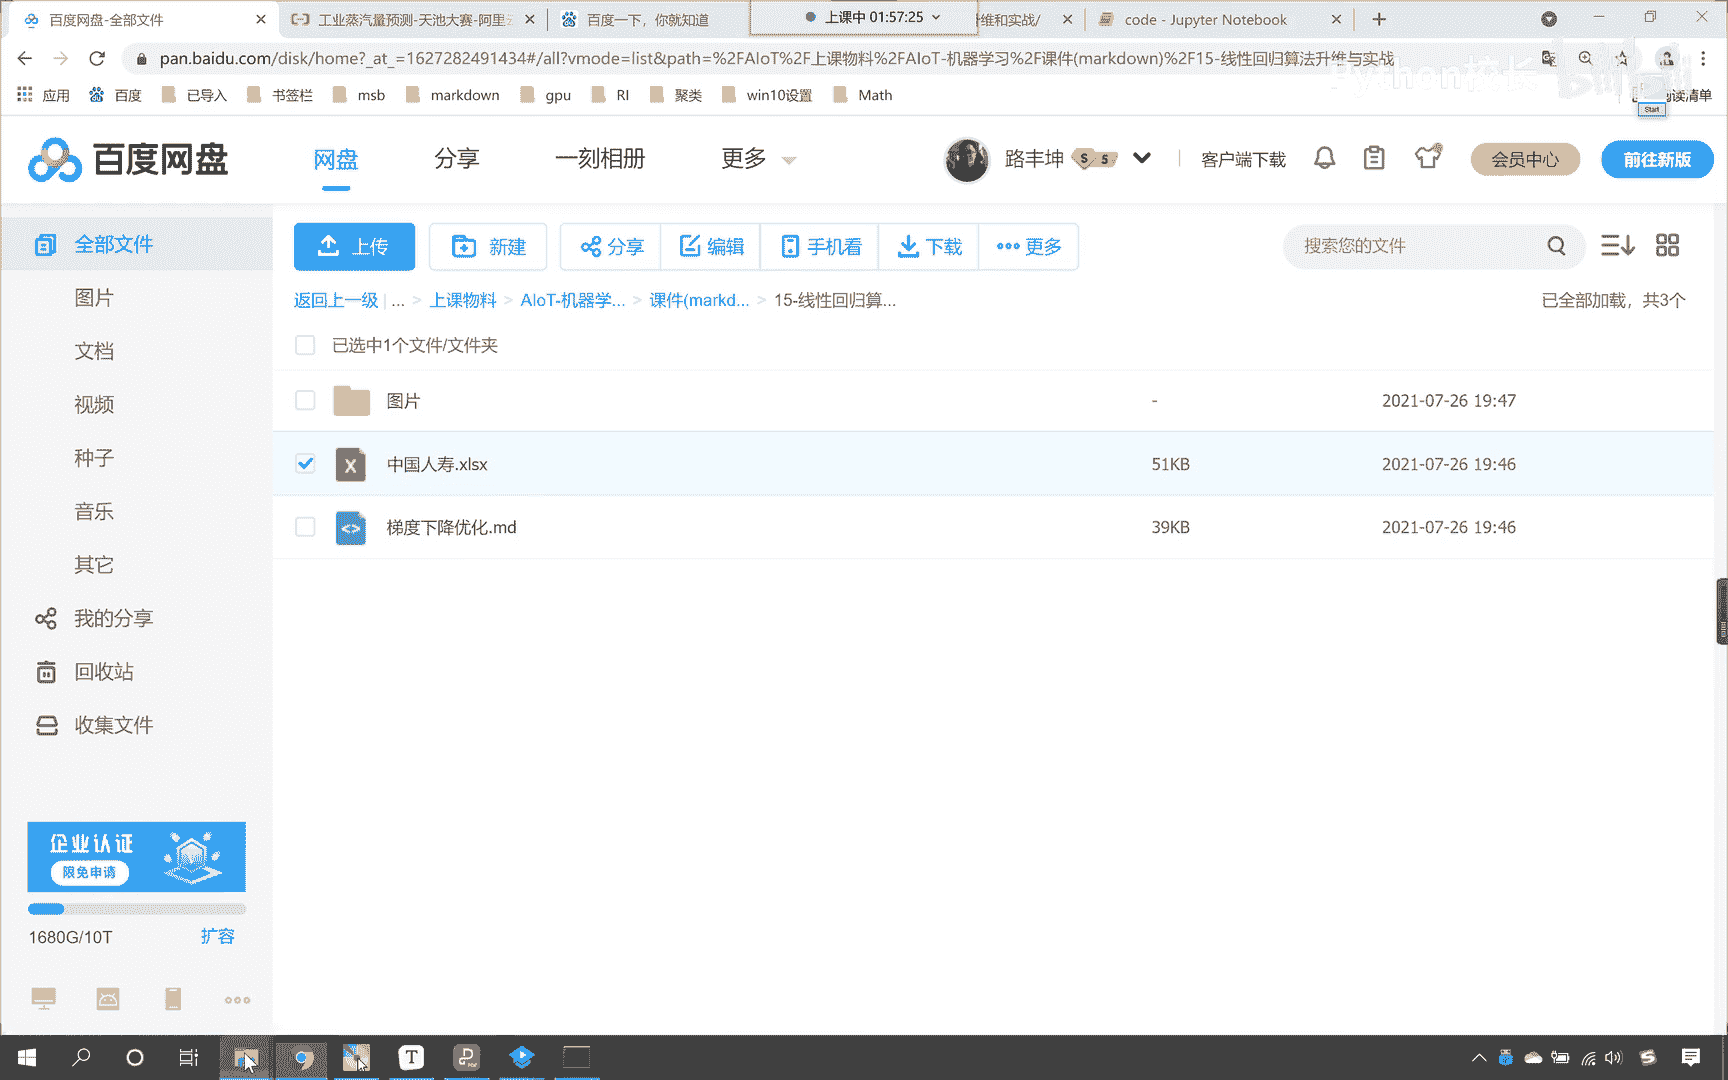 百度网盘-全部文件
工业蒸汽量预测-天池大赛-阿里
百度一下，你就知道
上课中 01:57:25
维和实战/
code - Jupyter Notebook
pan.baidu.com/disk/home?_at_=1627282491434#/all?vmode=list&path=%2FAIoT%2F上课物料%2FAIoT-机器学习%2F课件(markdown)%2F15-线性回归算法升维与实战
应用 百度 已导入 书签栏 msb markdown gpu RI 聚类 win10设置 Math 阅读清单
Start
百度网盘 网盘 分享 一刻相册 更多 路丰坤 S 5 客户端下载 会员中心 前往新版
全部文件
图片
文档
视频
种子
音乐
其它
我的分享
回收站
收集文件
企业认证
限免申请
1680G/10T 扩容
上传 新建 分享 编辑 手机看 下载 更多 搜索您的文件
返回上一级 | ... > 上课物料 > AIoT-机器学... > 课件(markd... > 15-线性回归算... 已全部加载，共3个
已选中1个文件/文件夹
图片 - 2021-07-26 19:47
中国人寿.xlsx 51KB 2021-07-26 19:46
梯度下降优化.md 39KB 2021-07-26 19:46